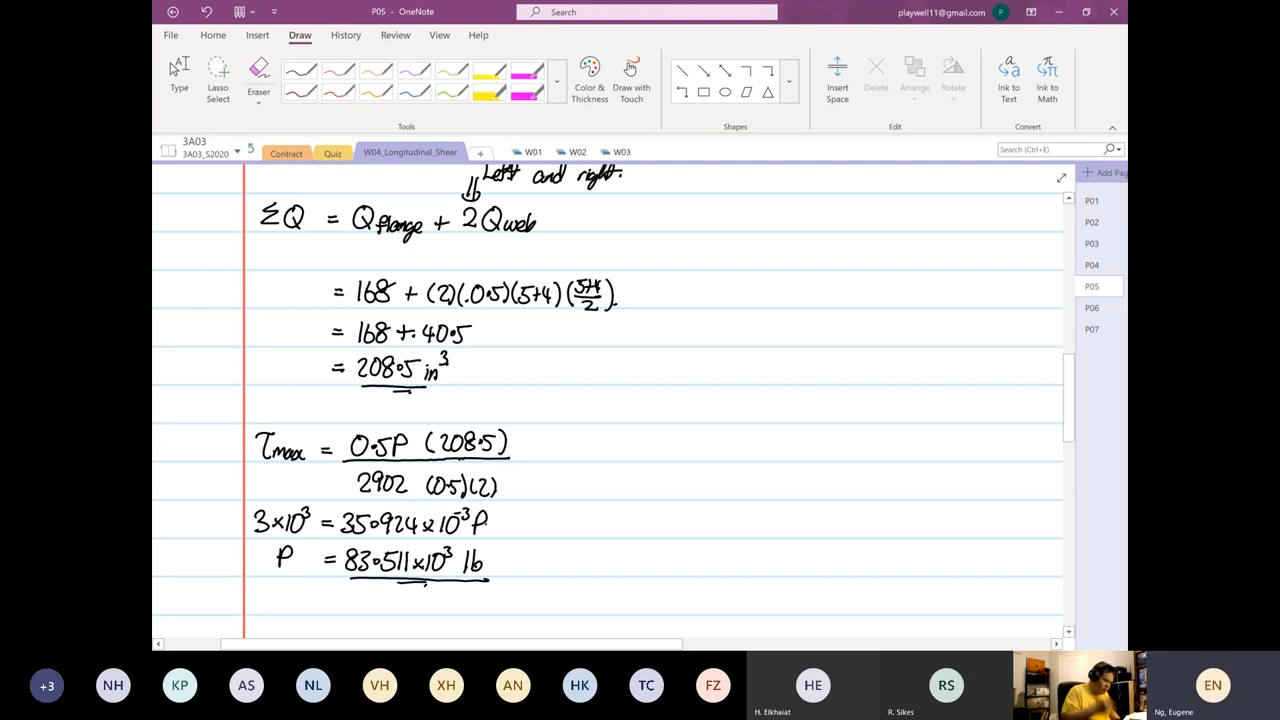 P05 - OneNote
Search
playwell11@gmail.com
P
File Home Insert Draw History Review View Help
Type
Lasso Select
Eraser
Color & Thickness
Draw with Touch
Insert Space
Delete
Arrange
Rotate
Ink to Text
Ink to Math
Tools
Shapes
Edit
Convert
3A03
3A03_S2020
5
Contract
Quiz
W04_Longitudinal_Shear
W01
W02
W03
Search (Ctrl+E)
Add Pag
P01
P02
P03
P04
P05
P06
P07
Left and right.
ΣQ = Qflange + 2Qweb
= 168 + (2)(.0.5)(5+4)(5+4/2).
= 168 +. 40.5
= 208.5 in³
τmax = 0.5P (208.5) / 2902 (0.5)(2)
3×10³ = 35.924×10⁻³P
P = 83.511×10³ lb
+3 NH KP AS NL VH XH AN HK TC FZ HE RS EN
H. Elkhaiat
R. Sikes
Ng, Eugene